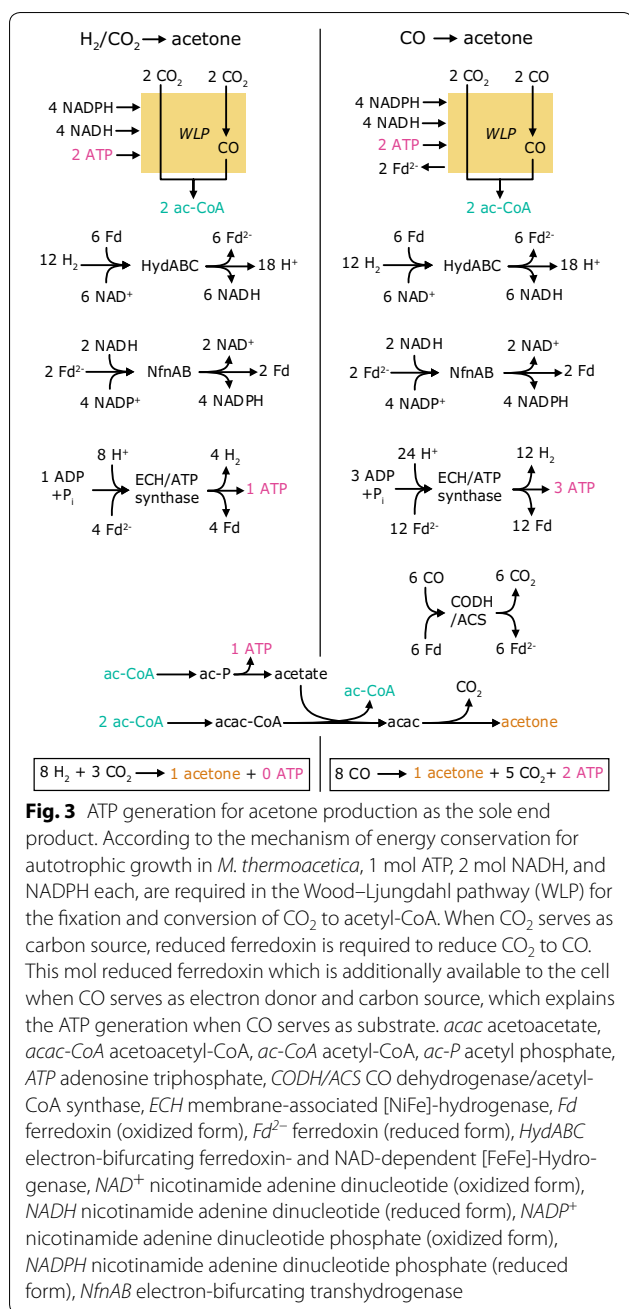 H₂/CO₂ → acetone
2 CO₂ 2 CO₂
4 NADPH
4 NADH
2 ATP
WLP
CO
2 ac-CoA
6 Fd 6 Fd²⁻
12 H₂ HydABC 18 H⁺
6 NAD⁺ 6 NADH
2 NADH 2 NAD⁺
2 Fd²⁻ NfnAB 2 Fd
4 NADP⁺ 4 NADPH
8 H⁺ 4 H₂
1 ADP
+Pᵢ
ECH/ATP
synthase
1 ATP
4 Fd²⁻ 4 Fd
CO → acetone
2 CO₂ 2 CO
4 NADPH
4 NADH
2 ATP
2 Fd²⁻
WLP
CO
2 ac-CoA
6 Fd 6 Fd²⁻
12 H₂ HydABC 18 H⁺
6 NAD⁺ 6 NADH
2 NADH 2 NAD⁺
2 Fd²⁻ NfnAB 2 Fd
4 NADP⁺ 4 NADPH
24 H⁺ 12 H₂
3 ADP
+Pᵢ
ECH/ATP
synthase
3 ATP
12 Fd²⁻ 12 Fd
6 CO 6 CO₂
CODH
/ACS
6 Fd 6 Fd²⁻
1 ATP
ac-CoA ac-P acetate
ac-CoA CO₂
2 ac-CoA acac-CoA acac acetone
8 H₂ + 3 CO₂ → 1 acetone + 0 ATP
8 CO → 1 acetone + 5 CO₂+ 2 ATP
Fig. 3 ATP generation for acetone production as the sole end
product. According to the mechanism of energy conservation for
autotrophic growth in M. thermoacetica, 1 mol ATP, 2 mol NADH, and
NADPH each, are required in the Wood–Ljungdahl pathway (WLP) for
the fixation and conversion of CO₂ to acetyl-CoA. When CO₂ serves as
carbon source, reduced ferredoxin is required to reduce CO₂ to CO.
This mol reduced ferredoxin which is additionally available to the cell
when CO serves as electron donor and carbon source, which explains
the ATP generation when CO serves as substrate. acac acetoacetate,
acac-CoA acetoacetyl-CoA, ac-CoA acetyl-CoA, ac-P acetyl phosphate,
ATP adenosine triphosphate, CODH/ACS CO dehydrogenase/acetyl-
CoA synthase, ECH membrane-associated [NiFe]-hydrogenase, Fd
ferredoxin (oxidized form), Fd²⁻ ferredoxin (reduced form), HydABC
electron-bifurcating ferredoxin- and NAD-dependent [FeFe]-Hydro-
genase, NAD⁺ nicotinamide adenine dinucleotide (oxidized form),
NADH nicotinamide adenine dinucleotide (reduced form), NADP⁺
nicotinamide adenine dinucleotide phosphate (oxidized form),
NADPH nicotinamide adenine dinucleotide phosphate (reduced
form), NfnAB electron-bifurcating transhydrogenase